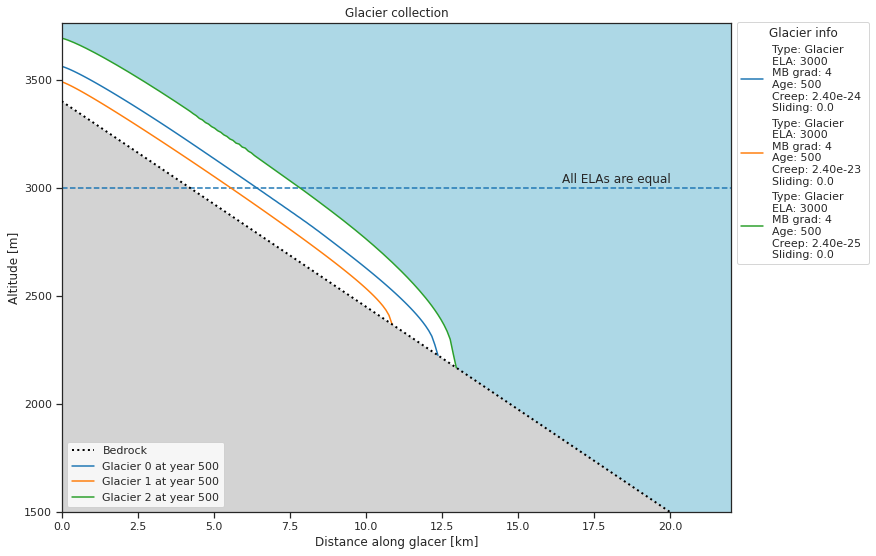 Glacier collection
Altitude [m]
3500
3000
2500
2000
1500
All ELAs are equal
Bedrock
Glacier 0 at year 500
Glacier 1 at year 500
Glacier 2 at year 500
0.0 2.5 5.0 7.5 10.0 12.5 15.0 17.5 20.0
Distance along glacer [km]
Glacier info
Type: Glacier
ELA: 3000
MB grad: 4
Age: 500
Creep: 2.40e-24
Sliding: 0.0
Type: Glacier
ELA: 3000
MB grad: 4
Age: 500
Creep: 2.40e-23
Sliding: 0.0
Type: Glacier
ELA: 3000
MB grad: 4
Age: 500
Creep: 2.40e-25
Sliding: 0.0